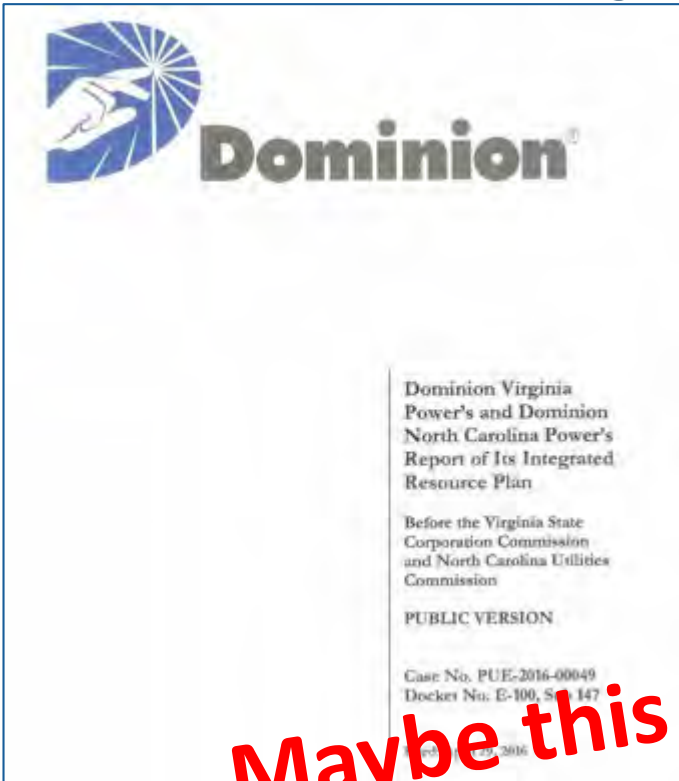 Dominion®
Dominion Virginia
Power's and Dominion
North Carolina Power's
Report of Its Integrated
Resource Plan
Before the Virginia State
Corporation Commission
and North Carolina Utilities
Commission
PUBLIC VERSION
Case No. PUE-2016-00049
Docket No. E-100, Sub 147
29, 2016
Maybe this